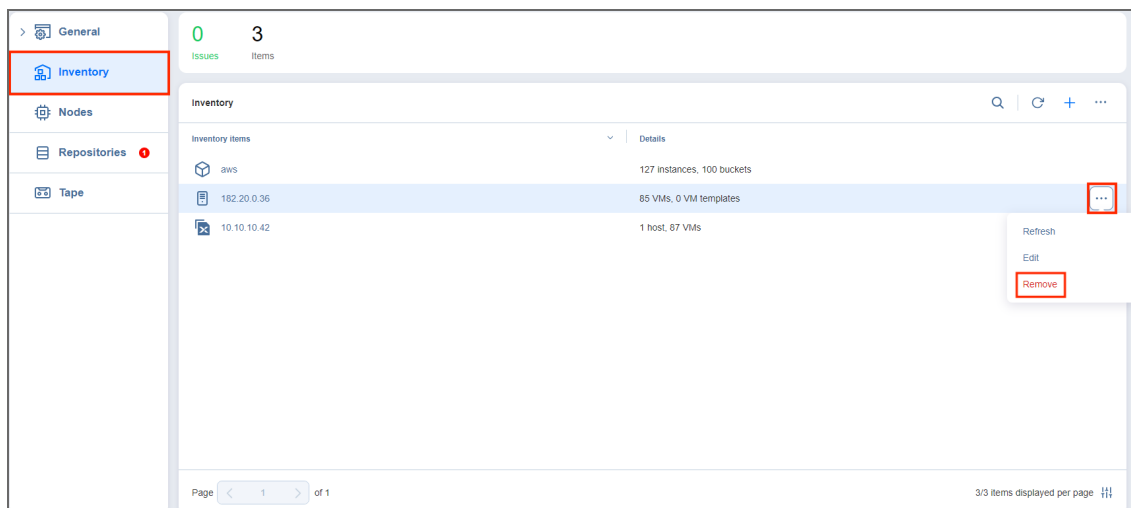 General
Inventory
Nodes
Repositories 1
Tape
0 3
Issues Items
Inventory
Inventory items Details
aws 127 instances, 100 buckets
182.20.0.36 85 VMs, 0 VM templates
10.10.10.42 1 host, 87 VMs
Refresh
Edit
Remove
Page 1 of 1 3/3 items displayed per page